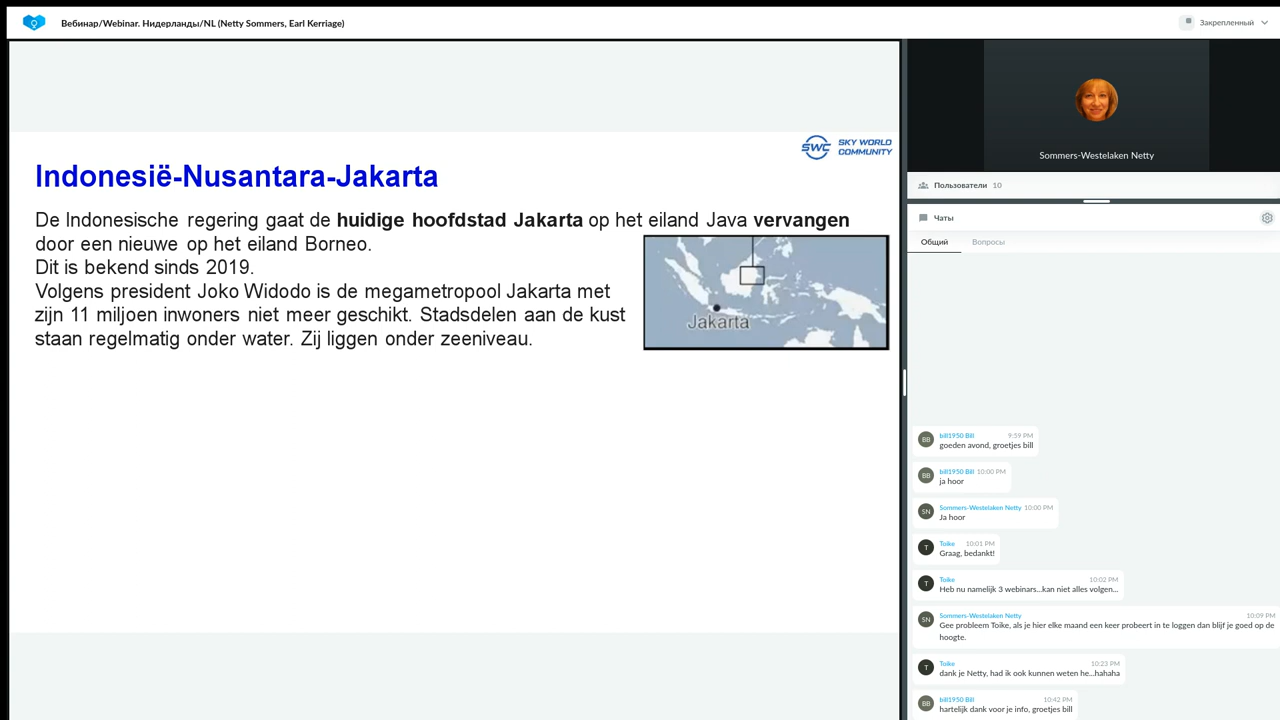 Вебинар/Webinar. Нидерланды/NL (Netty Sommers, Earl Kerriage)
Закрепленный
SWC SKY WORLD
COMMUNITY
Indonesië-Nusantara-Jakarta
De Indonesische regering gaat de huidige hoofdstad Jakarta op het eiland Java vervangen
door een nieuwe op het eiland Borneo.
Dit is bekend sinds 2019.
Volgens president Joko Widodo is de megametropool Jakarta met
zijn 11 miljoen inwoners niet meer geschikt. Stadsdelen aan de kust
staan regelmatig onder water. Zij liggen onder zeeniveau.
Jakarta
Sommers-Westelaken Netty
Пользователи 10
Чаты
Общий Вопросы
BB bill1950 Bill 9:59 PM
goeden avond, groetjes bill
BB bill1950 Bill 10:00 PM
ja hoor
SN Sommers-Westelaken Netty 10:00 PM
Ja hoor
T Toike 10:01 PM
Graag, bedankt!
T Toike 10:02 PM
Heb nu namelijk 3 webinars...kan niet alles volgen...
SN Sommers-Westelaken Netty 10:09 PM
Gee probleem Toike, als je hier elke maand een keer probeert in te loggen dan blijf je goed op de
hoogte.
T Toike 10:23 PM
dank je Netty, had ik ook kunnen weten he...hahaha
BB bill1950 Bill 10:42 PM
hartelijk dank voor je info, groetjes bill